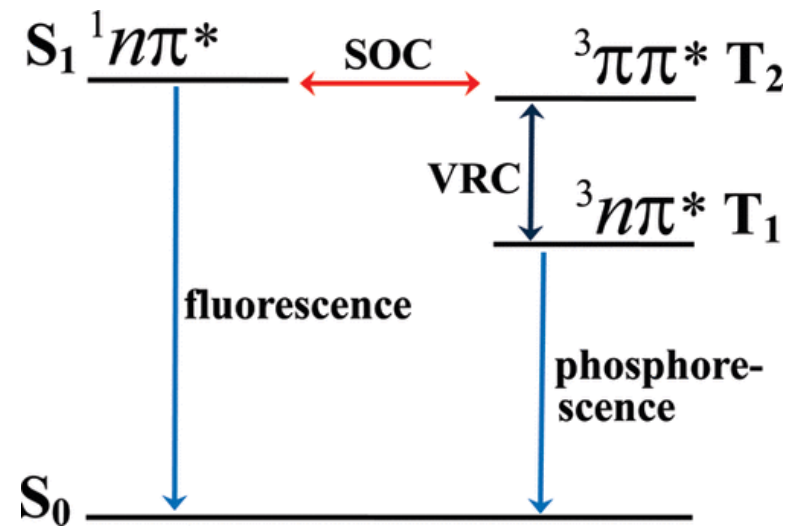 S₁ ¹nπ*
SOC
³ππ* T₂
VRC
³nπ* T₁
fluorescence
phosphore-
scence
S₀